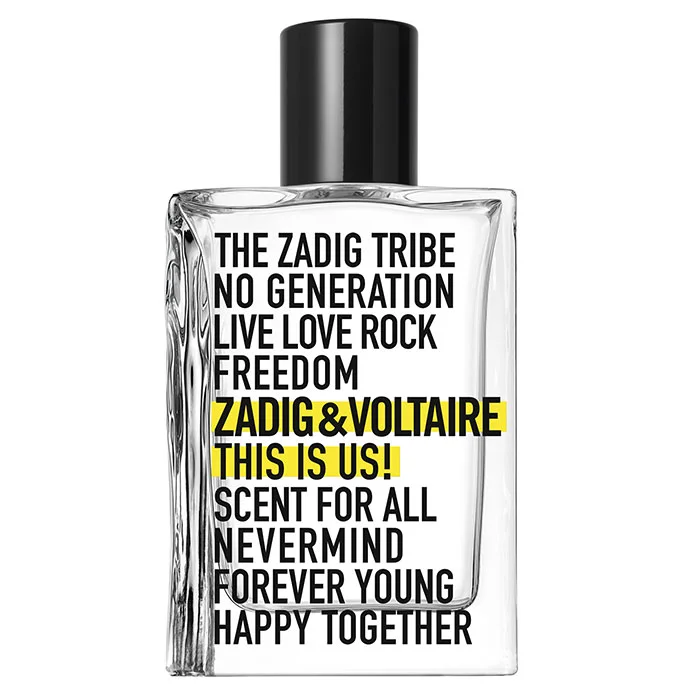 THE ZADIG TRIBE
NO GENERATION
LIVE LOVE ROCK
FREEDOM
ZADIG&VOLTAIRE
THIS IS US!
SCENT FOR ALL
NEVERMIND
FOREVER YOUNG
HAPPY TOGETHER